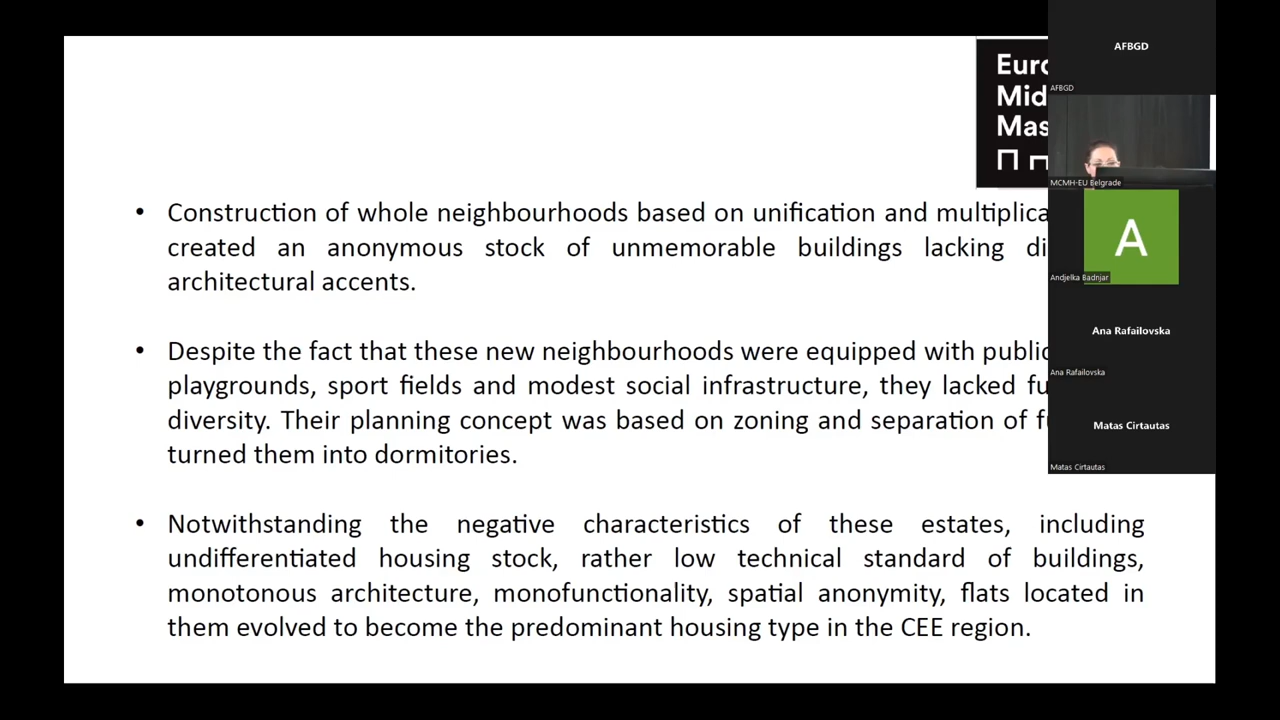 Euro
Mid
Mas
Construction of whole neighbourhoods based on unification and multiplica
created an anonymous stock of unmemorable buildings lacking di
architectural accents.
Despite the fact that these new neighbourhoods were equipped with public
playgrounds, sport fields and modest social infrastructure, they lacked fu
diversity. Their planning concept was based on zoning and separation of f
turned them into dormitories.
Notwithstanding the negative characteristics of these estates, including
undifferentiated housing stock, rather low technical standard of buildings,
monotonous architecture, monofunctionality, spatial anonymity, flats located in
them evolved to become the predominant housing type in the CEE region.
AFBGD
AFBGD
MCMH-EU Belgrade
A
Andjelka Badnjar
Ana Rafailovska
Ana Rafailovska
Matas Cirtautas
Matas Cirtautas